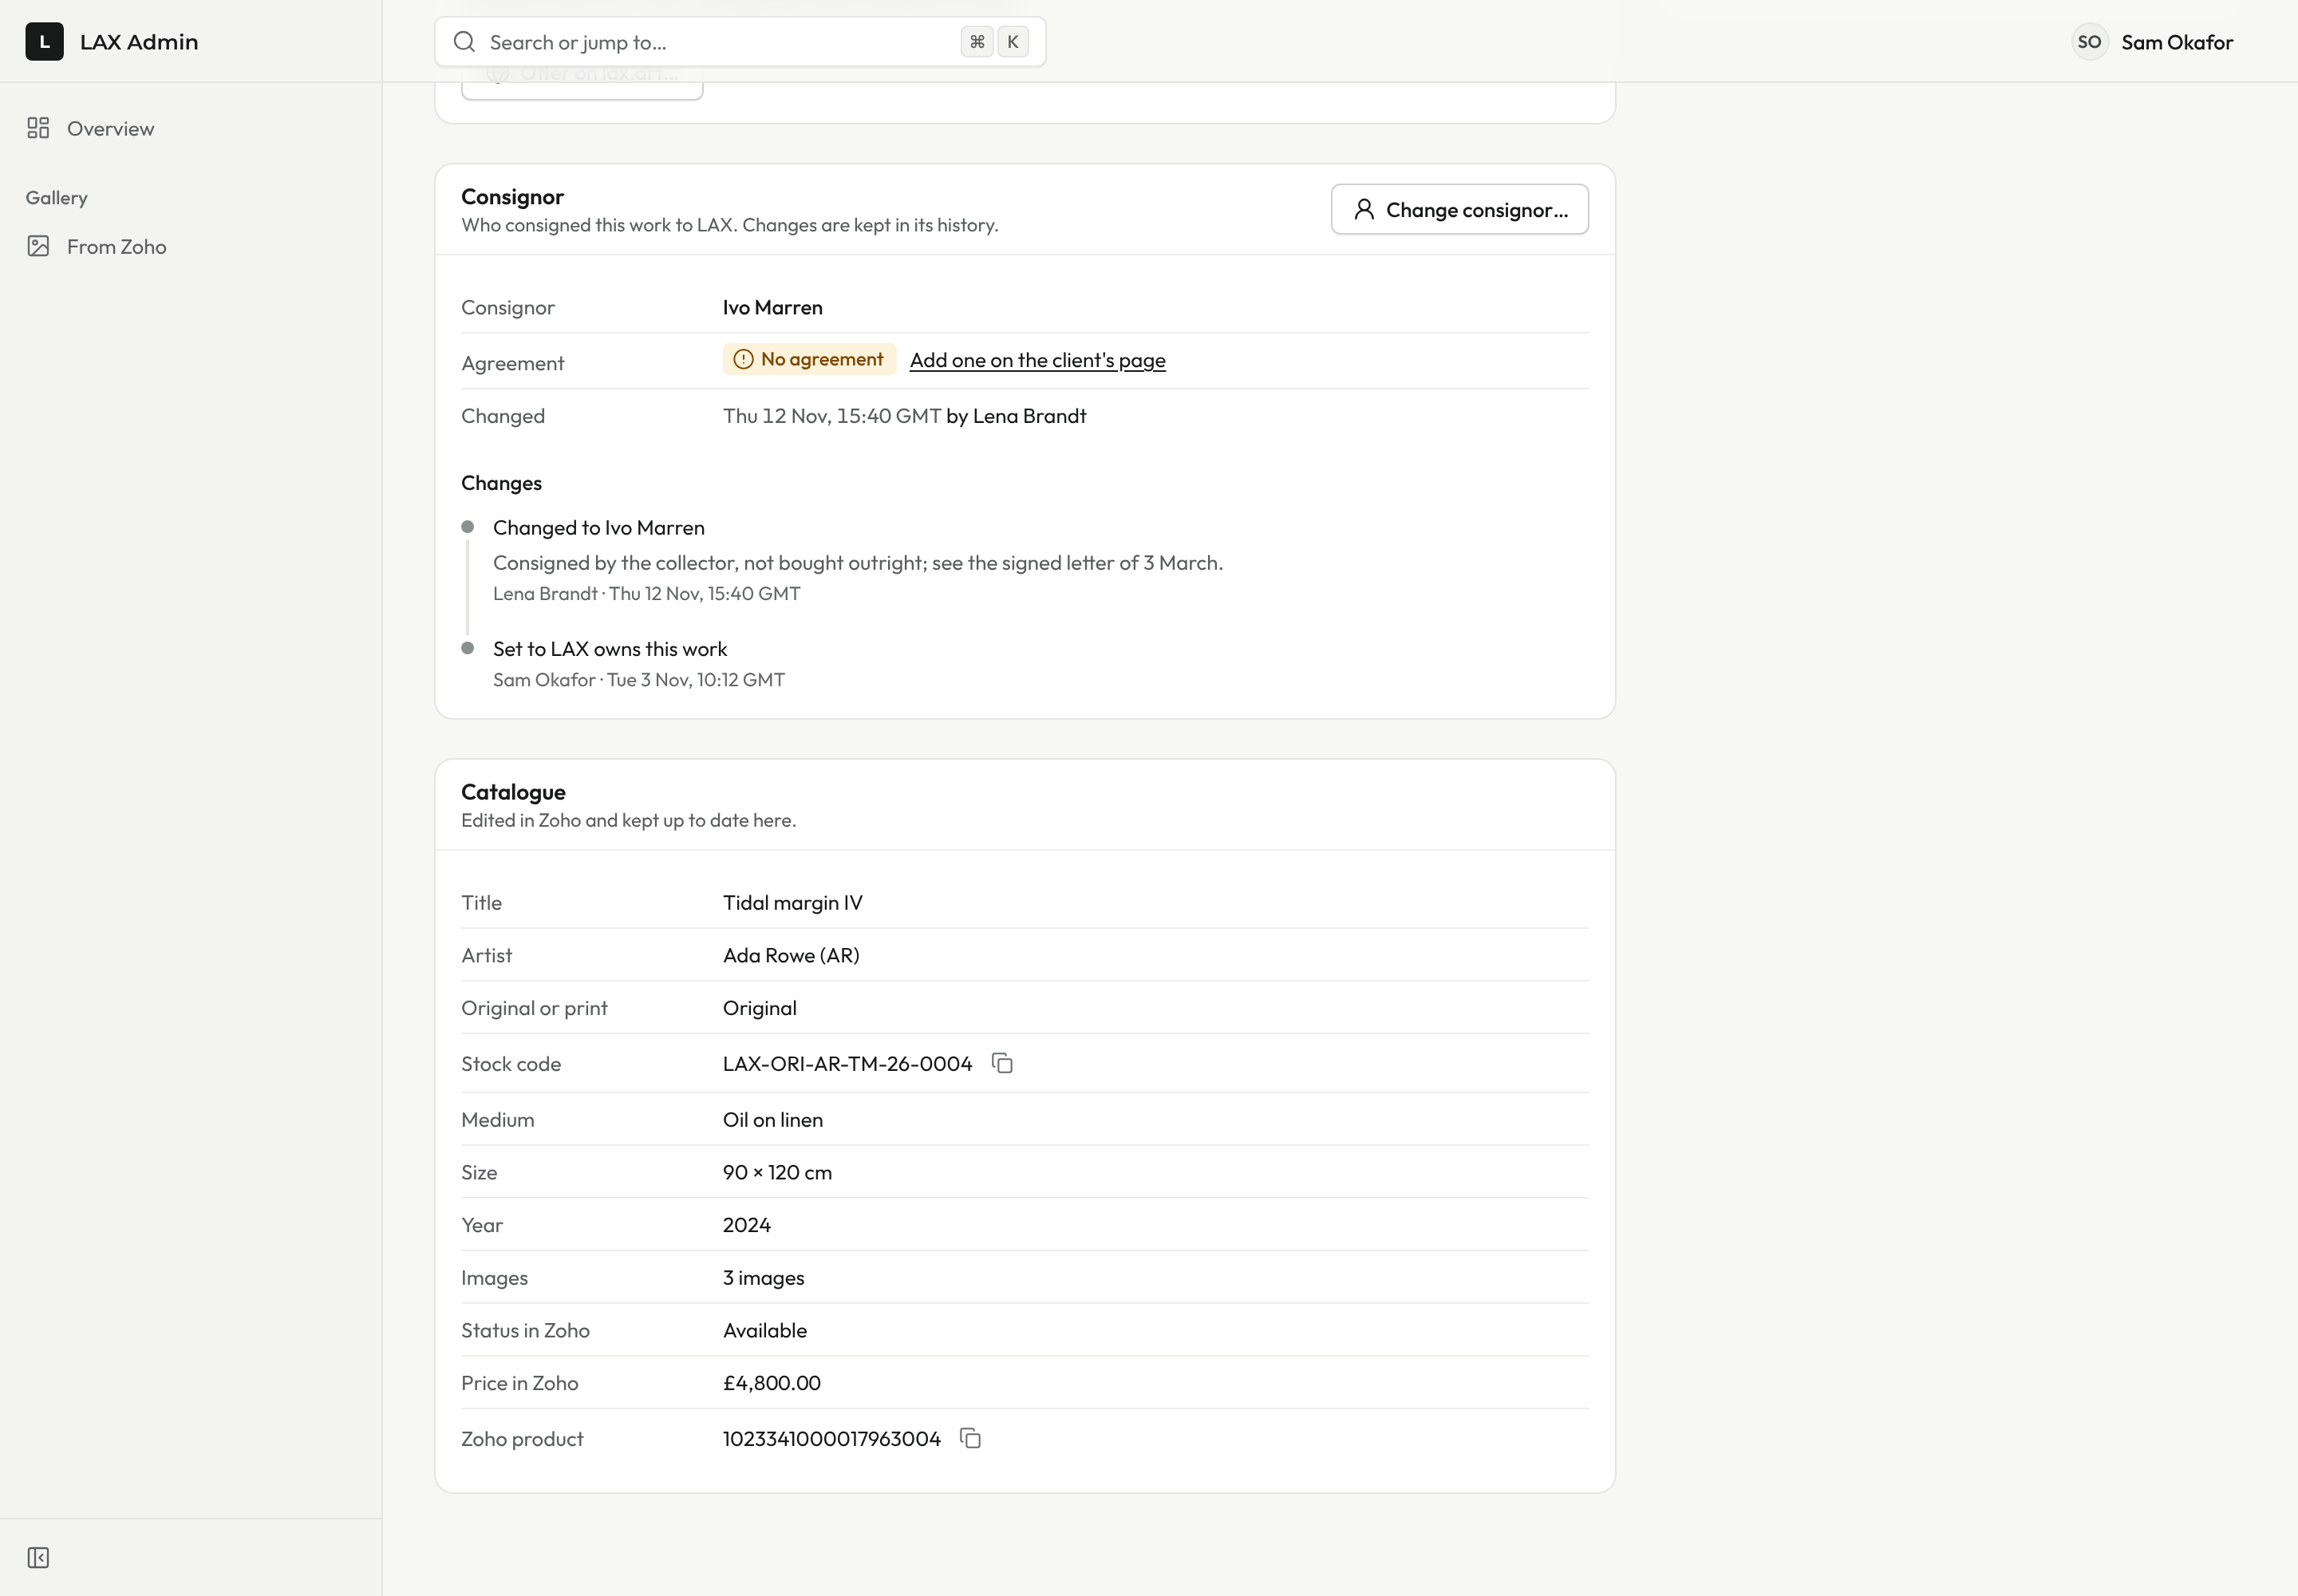 L LAX Admin
Search or jump to...
⌘ K
SO Sam Okafor
Offer on lax.art...
Overview
Gallery
From Zoho
Consignor
Who consigned this work to LAX. Changes are kept in its history.
Change consignor...
Consignor Ivo Marren
Agreement No agreement Add one on the client's page
Changed Thu 12 Nov, 15:40 GMT by Lena Brandt
Changes
Changed to Ivo Marren
Consigned by the collector, not bought outright; see the signed letter of 3 March.
Lena Brandt · Thu 12 Nov, 15:40 GMT
Set to LAX owns this work
Sam Okafor · Tue 3 Nov, 10:12 GMT
Catalogue
Edited in Zoho and kept up to date here.
Title Tidal margin IV
Artist Ada Rowe (AR)
Original or print Original
Stock code LAX-ORI-AR-TM-26-0004
Medium Oil on linen
Size 90 × 120 cm
Year 2024
Images 3 images
Status in Zoho Available
Price in Zoho £4,800.00
Zoho product 1023341000017963004